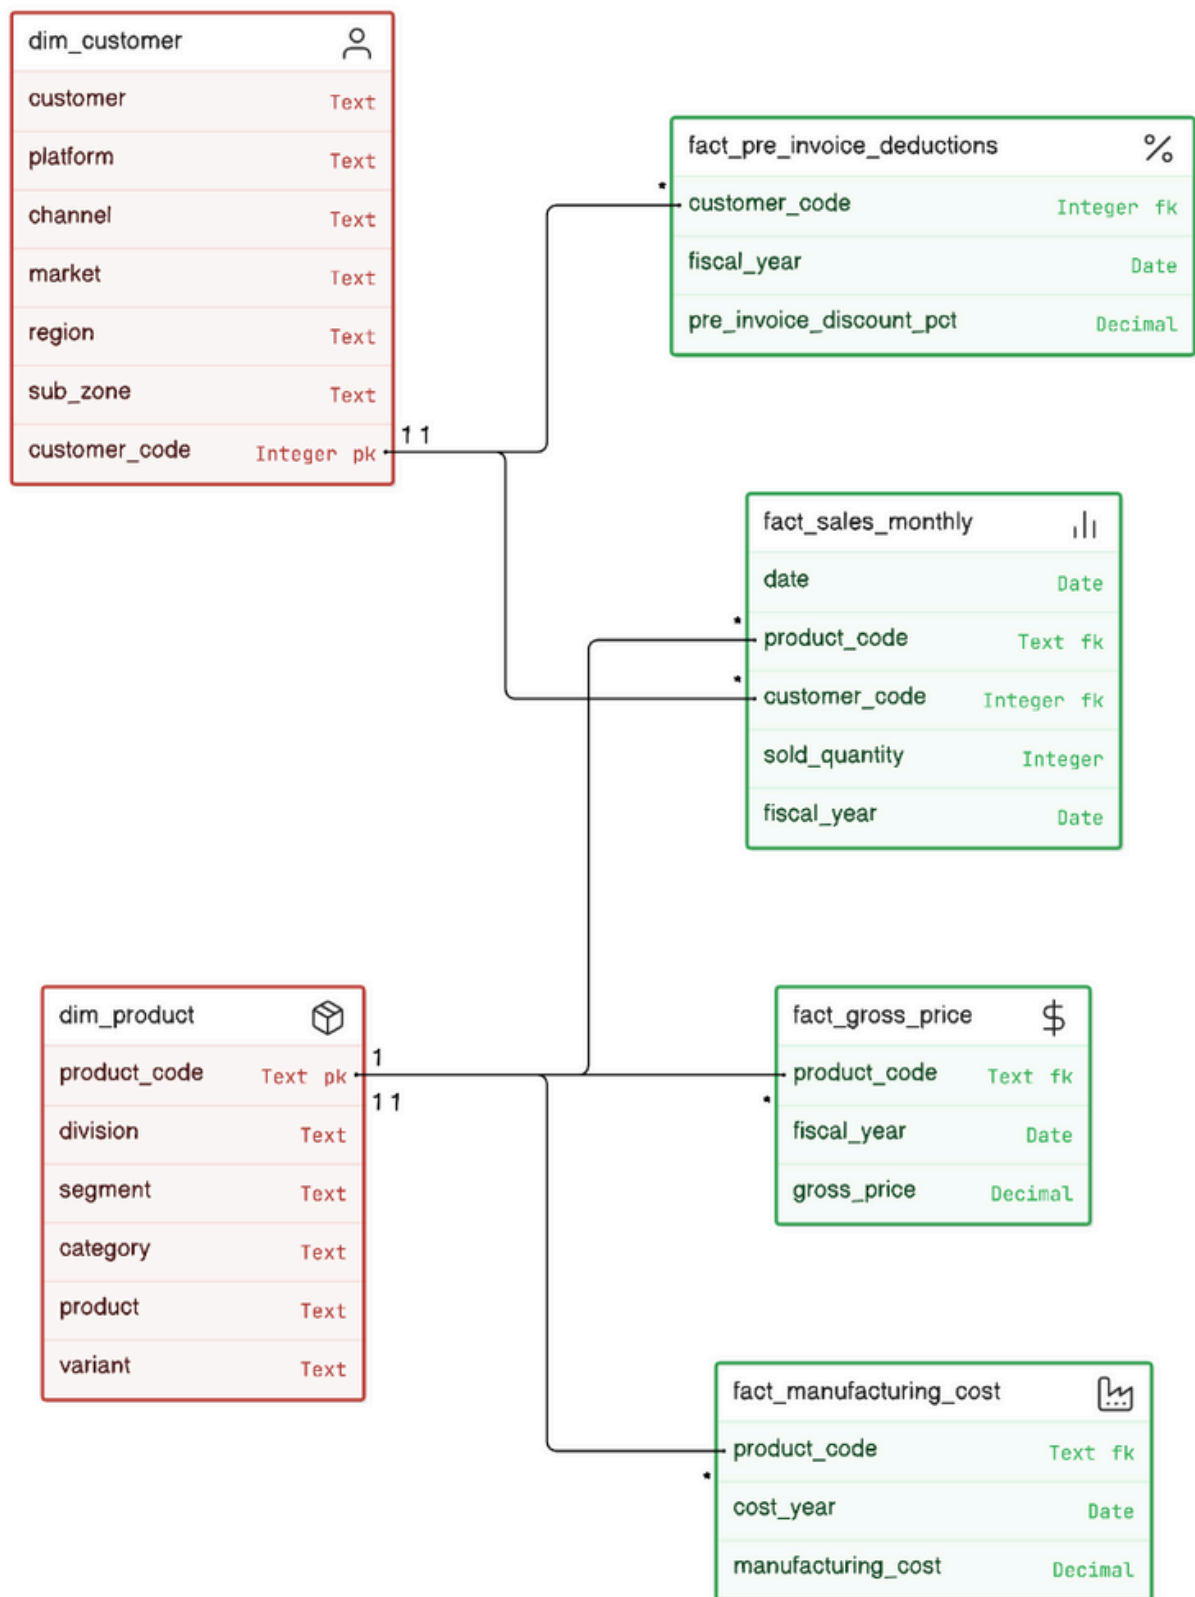 dim_customer
customer Text
platform Text
channel Text
market Text
region Text
sub_zone Text
customer_code Integer pk
1 1
fact_pre_invoice_deductions
*
customer_code Integer fk
fiscal_year Date
pre_invoice_discount_pct Decimal
fact_sales_monthly
date Date
*
product_code Text fk
*
customer_code Integer fk
sold_quantity Integer
fiscal_year Date
dim_product
product_code Text pk
1
1 1
division Text
segment Text
category Text
product Text
variant Text
fact_gross_price $
product_code Text fk
*
fiscal_year Date
gross_price Decimal
fact_manufacturing_cost
product_code Text fk
*
cost_year Date
manufacturing_cost Decimal